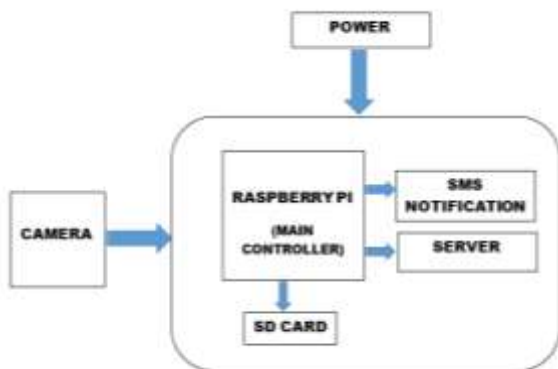 POWER
CAMERA
RASPBERRY PI
(MAIN
CONTROLLER)
SMS
NOTIFICATION
SERVER
SD CARD